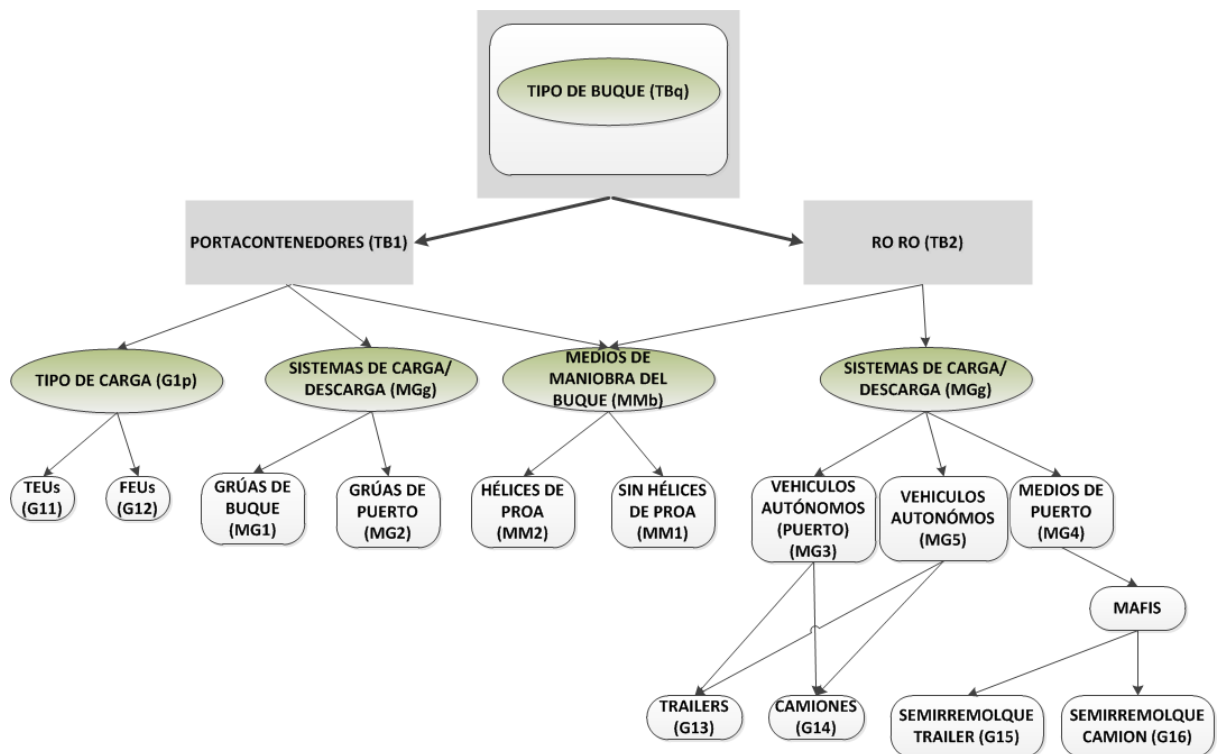 TIPO DE BUQUE (TBq)
PORTACONTENEDORES (TB1)
RO RO (TB2)
TIPO DE CARGA (G1p)
SISTEMAS DE CARGA/
DESCARGA (MGg)
MEDIOS DE
MANIOBRA DEL
BUQUE (MMb)
SISTEMAS DE CARGA/
DESCARGA (MGg)
TEUs
(G11)
FEUs
(G12)
GRÚAS DE
BUQUE
(MG1)
GRÚAS DE
PUERTO
(MG2)
HÉLICES DE
PROA
(MM2)
SIN HÉLICES
DE PROA
(MM1)
VEHICULOS
AUTÓNOMOS
(PUERTO)
(MG3)
VEHICULOS
AUTONÓMOS
(MG5)
MEDIOS DE
PUERTO
(MG4)
MAFIS
TRAILERS
(G13)
CAMIONES
(G14)
SEMIRREMOLQUE
TRAILER (G15)
SEMIRREMOLQUE
CAMION (G16)